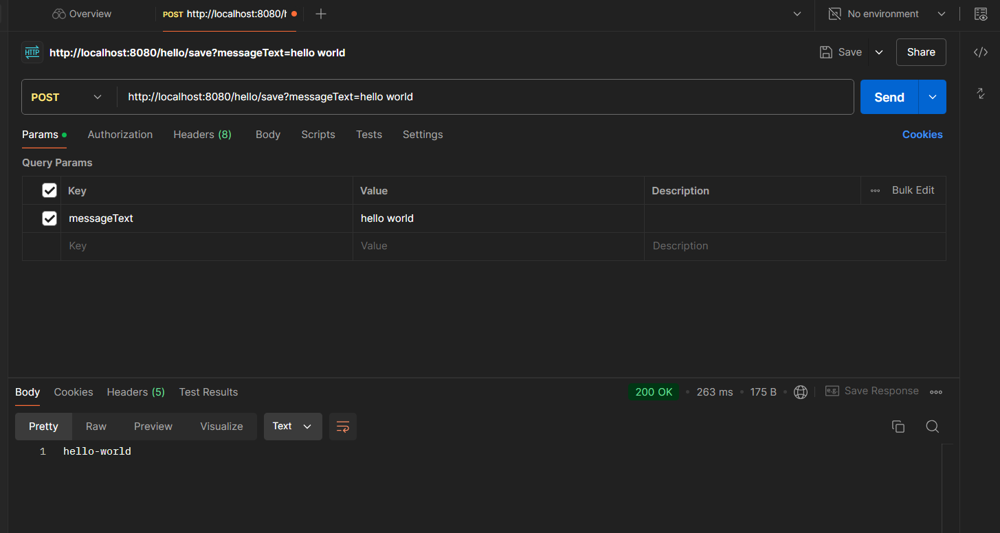 Overview POST http://localhost:8080/h No environment
HTTP http://localhost:8080/hello/save?messageText=hello world Save Share
POST http://localhost:8080/hello/save?messageText=hello world Send
Params Authorization Headers (8) Body Scripts Tests Settings Cookies
Query Params
Key Value Description Bulk Edit
messageText hello world
Key Value Description
Body Cookies Headers (5) Test Results 200 OK 263 ms 175 B e.g. Save Response
Pretty Raw Preview Visualize Text
1 hello-world